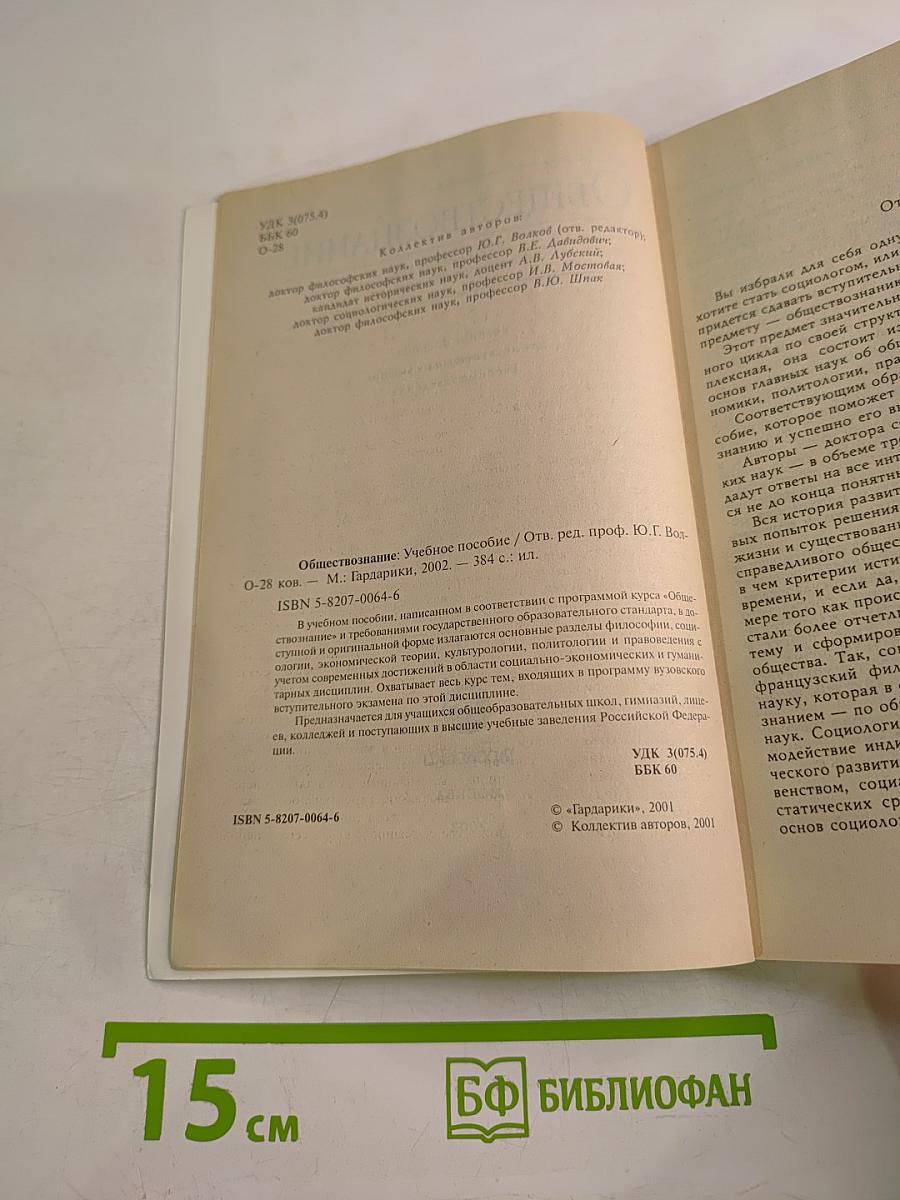 УДК 3(075.4)
ББК 60
О-28
Коллектив авторов:
доктор философских наук, профессор Ю.Г. Волков (отв. редактор);
доктор философских наук, профессор В.Е. Давидович;
кандидат исторических наук, доцент А.В. Лубский;
доктор социологических наук, профессор И.В. Мостовая;
доктор философских наук, профессор В.Ю. Шпак
Обществознание: Учебное пособие / Отв. ред. проф. Ю.Г. Вол-
О-28 ков. — М.: Гардарики, 2002. — 384 с.: ил.
ISBN 5-8207-0064-6
В учебном пособии, написанном в соответствии с программой курса «Обще-
ствознание» и требованиями государственного образовательного стандарта, в до-
ступной и оригинальной форме излагаются основные разделы философии, соци-
ологии, экономической теории, культурологии, политологии и правоведения с
учетом современных достижений в области социально-экономических и гумани-
тарных дисциплин. Охватывает весь курс тем, входящих в программу вузовского
вступительного экзамена по этой дисциплине.
Предназначается для учащихся общеобразовательных школ, гимназий, лице-
ев, колледжей и поступающих в высшие учебные заведения Российской Федера-
ции.
УДК 3(075.4)
ББК 60
ISBN 5-8207-0064-6
© «Гардарики», 2001
© Коллектив авторов, 2001
От
Вы избрали для себя одну
хотите стать социологом, или
придется сдавать вступительн
предмету — обществознани
Этот предмет значительн
ного цикла по своей структ
плексная, она состоит из
основ главных наук об об
номики, политологии, пра
Соответствующим обра
собие, которое поможет
знанию и успешно его вы
Авторы — доктора со
ких наук — в объеме тре
дадут ответы на все инт
ся не до конца понятны
Вся история развит
вых попыток решения
жизни и существован
справедливого общест
в чем критерии исти
времени, и если да,
мере того как проис
стали более отчетл
тему и сформиров
общества. Так, со
французский фил
науку, которая в
знанием — по об
наук. Социологи
модействие инди
ческого развити
венством, социа
статических ср
основ социоло
15 см
БФ БИБЛИОФАН